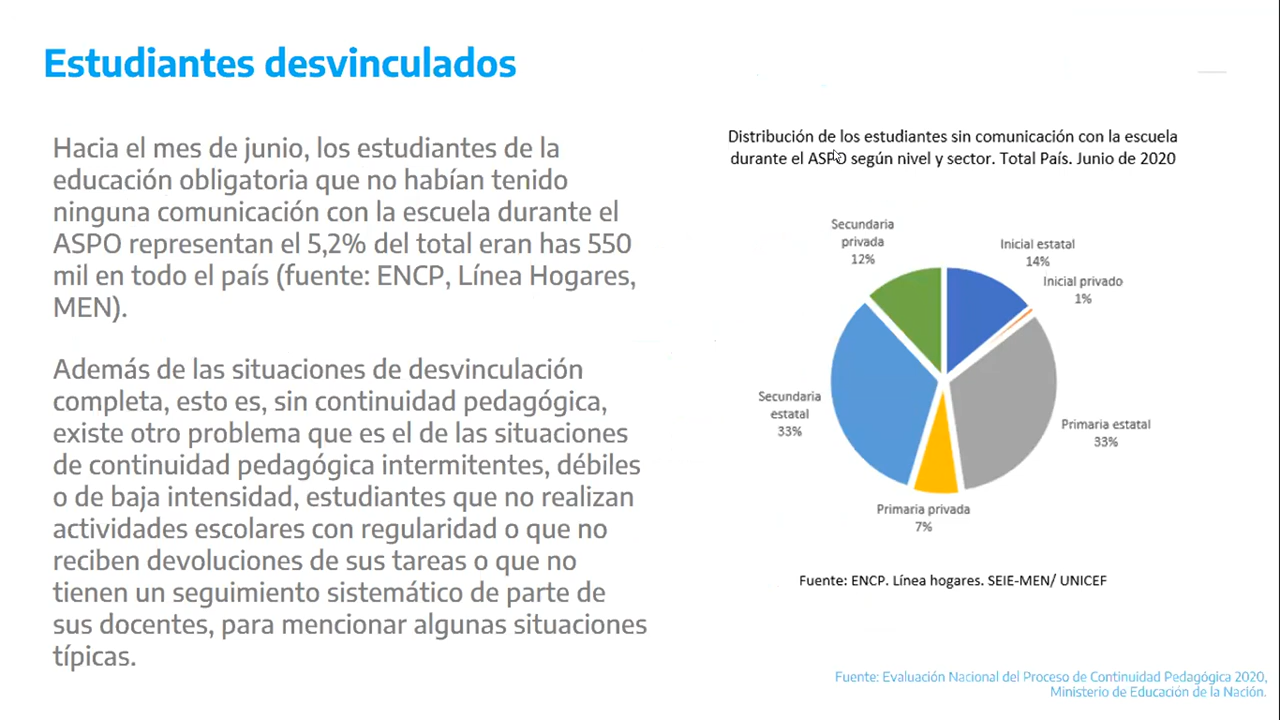 Estudiantes desvinculados
Hacia el mes de junio, los estudiantes de la
educación obligatoria que no habían tenido
ninguna comunicación con la escuela durante el
ASPO representan el 5,2% del total eran has 550
mil en todo el país (fuente: ENCP, Línea Hogares,
MEN).
Además de las situaciones de desvinculación
completa, esto es, sin continuidad pedagógica,
existe otro problema que es el de las situaciones
de continuidad pedagógica intermitentes, débiles
o de baja intensidad, estudiantes que no realizan
actividades escolares con regularidad o que no
reciben devoluciones de sus tareas o que no
tienen un seguimiento sistemático de parte de
sus docentes, para mencionar algunas situaciones
típicas.
Distribución de los estudiantes sin comunicación con la escuela
durante el ASPO según nivel y sector. Total País. Junio de 2020
Secundaria
privada
12%
Inicial estatal
14%
Inicial privado
1%
Secundaria
estatal
33%
Primaria estatal
33%
Primaria privada
7%
Fuente: ENCP. Línea hogares. SEIE-MEN/ UNICEF
Fuente: Evaluación Nacional del Proceso de Continuidad Pedagógica 2020,
Ministerio de Educación de la Nación.